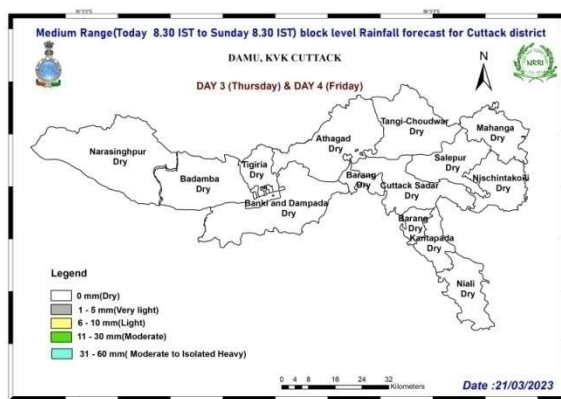 Medium Range(Today 8.30 IST to Sunday 8.30 IST) block level Rainfall forecast for Cuttack district
DAMU, KVK CUTTACK
N
NRRI
DAY 3 (Thursday) & DAY 4 (Friday)
Tangi-Choudwar
Dry
Mahanga
Dry
Athagad
Dry
Narasinghpur
Dry
Salepur
Dry
Tigiria
Dry
Badamba
Dry
Barang
Dry
Nischintakoili
Dry
Cuttack Sadar
Dry
Banki and Dampada
Dry
Barang
Dry
Kantapada
Dry
Niali
Dry
Legend
0 mm(Dry)
1 - 5 mm(Very light)
6 - 10 mm(Light)
11 - 30 mm(Moderate)
31 - 60 mm( Moderate to Isolated Heavy)
0 4 8 16 24 32
Kilometers
Date :21/03/2023